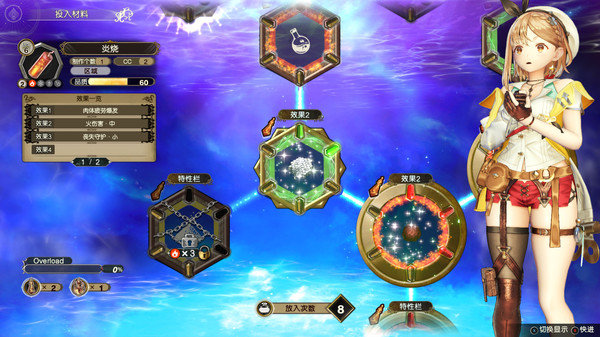 投入材料
炎烧
制作个数 1
CC 2
区域
2
品质 60
效果一览
效果1 肉体疲劳爆发
效果2 火伤害·中
效果3 丧失守护·小
效果4
1 / 2
效果2
特性栏
× 3
效果2
Overload
0%
× 2
× 1
放入次数 8
特性栏
切换显示
快进